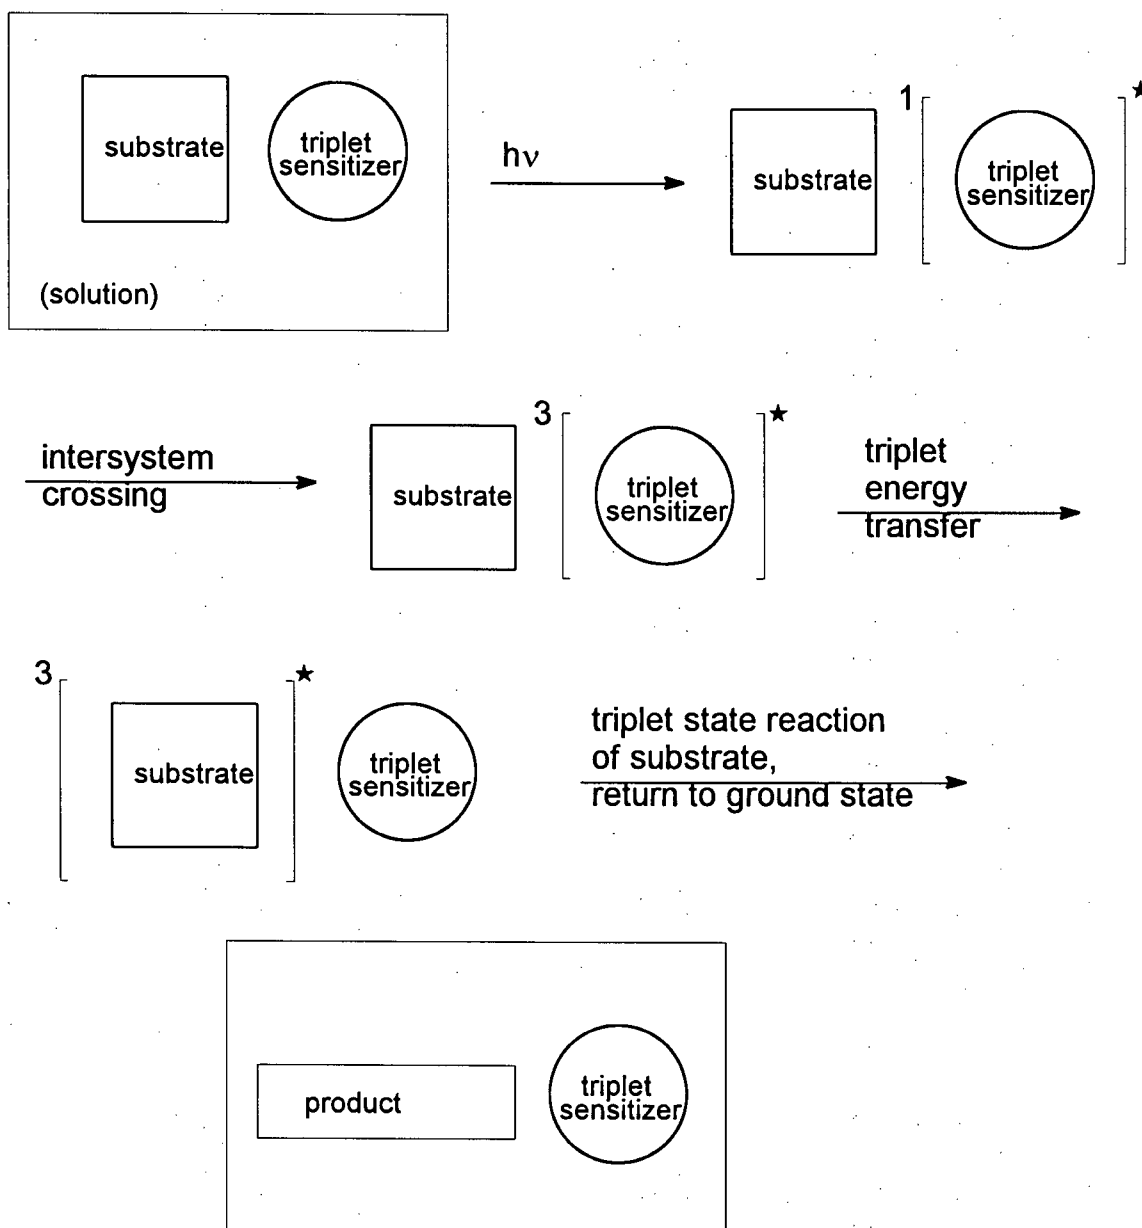 substrate
triplet
sensitizer
(solution)
hν
substrate
1
triplet
sensitizer
★
intersystem
crossing
substrate
3
triplet
sensitizer
★
triplet
energy
transfer
3
substrate
★
triplet
sensitizer
triplet state reaction
of substrate,
return to ground state
product
triplet
sensitizer